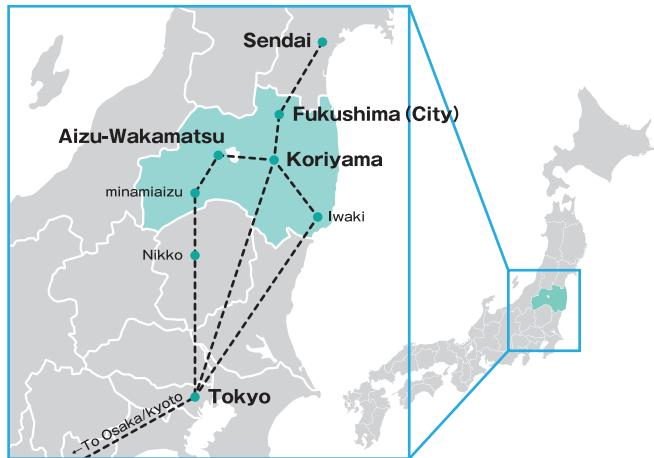 Sendai
Fukushima (City)
Aizu-Wakamatsu
Koriyama
minamiaizu
Iwaki
Nikko
Tokyo
←To Osaka/kyoto